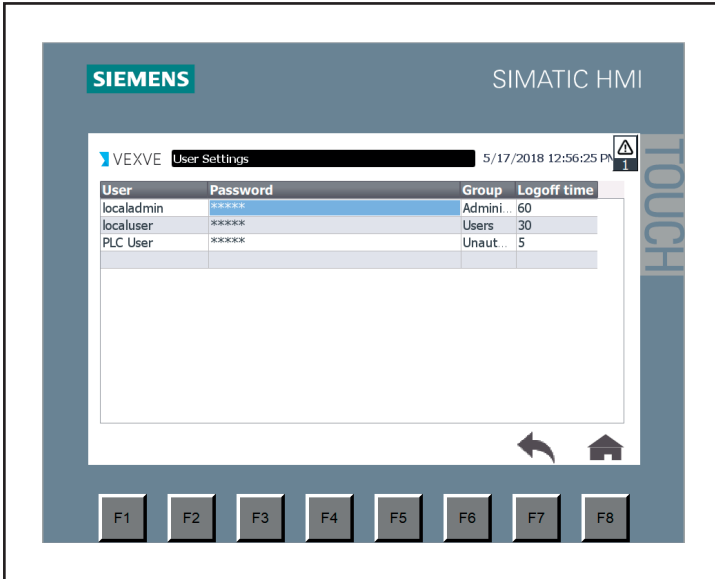 SIEMENS SIMATIC HMI
VEXVE User Settings 5/17/2018 12:56:25 PM
1
TOUCH
User Password Group Logoff time
localadmin ***** Admini... 60
localuser ***** Users 30
PLC User ***** Unaut... 5
F1 F2 F3 F4 F5 F6 F7 F8